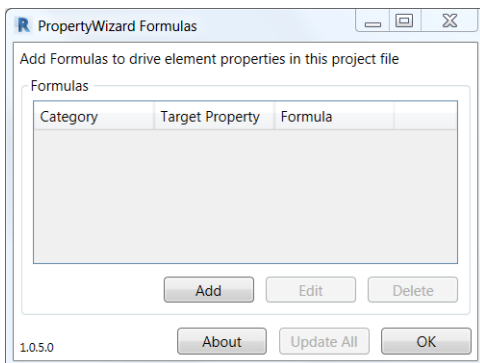 R PropertyWizard Formulas
Add Formulas to drive element properties in this project file
Formulas
Category Target Property Formula
Add Edit Delete
1.0.5.0 About Update All OK